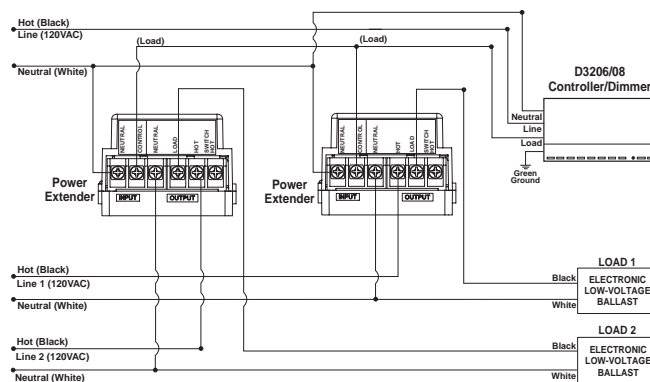 Hot (Black)
Line (120VAC)
(Load)
(Load)
Neutral (White)
D3206/08
Controller/Dimmer
Neutral
Line
Load
Green
Ground
NEUTRAL
CONTROL
NEUTRAL
LOAD
HOT
SWITCH
HOT
INPUT
OUTPUT
Power
Extender
NEUTRAL
CONTROL
NEUTRAL
HOT
LOAD
SWITCH
HOT
INPUT
OUTPUT
Power
Extender
Hot (Black)
Line 1 (120VAC)
Neutral (White)
LOAD 1
Black
White
ELECTRONIC
LOW-VOLTAGE
BALLAST
Hot (Black)
Line 2 (120VAC)
Neutral (White)
LOAD 2
Black
White
ELECTRONIC
LOW-VOLTAGE
BALLAST